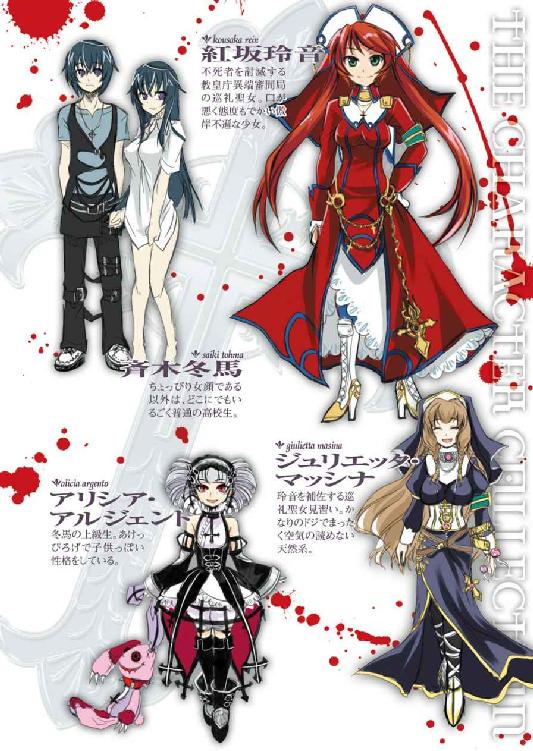 THE CHARACTER COLLECTION
kousaka rein
紅坂玲音
不死者を討滅する
教皇庁異端審問局
の巡礼聖女。口が
悪く態度もでかい傲
岸不遜な少女。
saiki tohma
斉木冬馬
ちょっぴり女顔である
以外は、どこにでもい
るごく普通の高校生。
giulietta masina
ジュリエッタ・
マッシナ
玲音を補佐する巡
礼聖女見習い。か
なりのドジでまった
く空気の読めない
天然系。
alicia argento
アリシア・
アルジェント
冬馬の上級生。あけっ
ぴろげで子供っぽい
性格をしている。